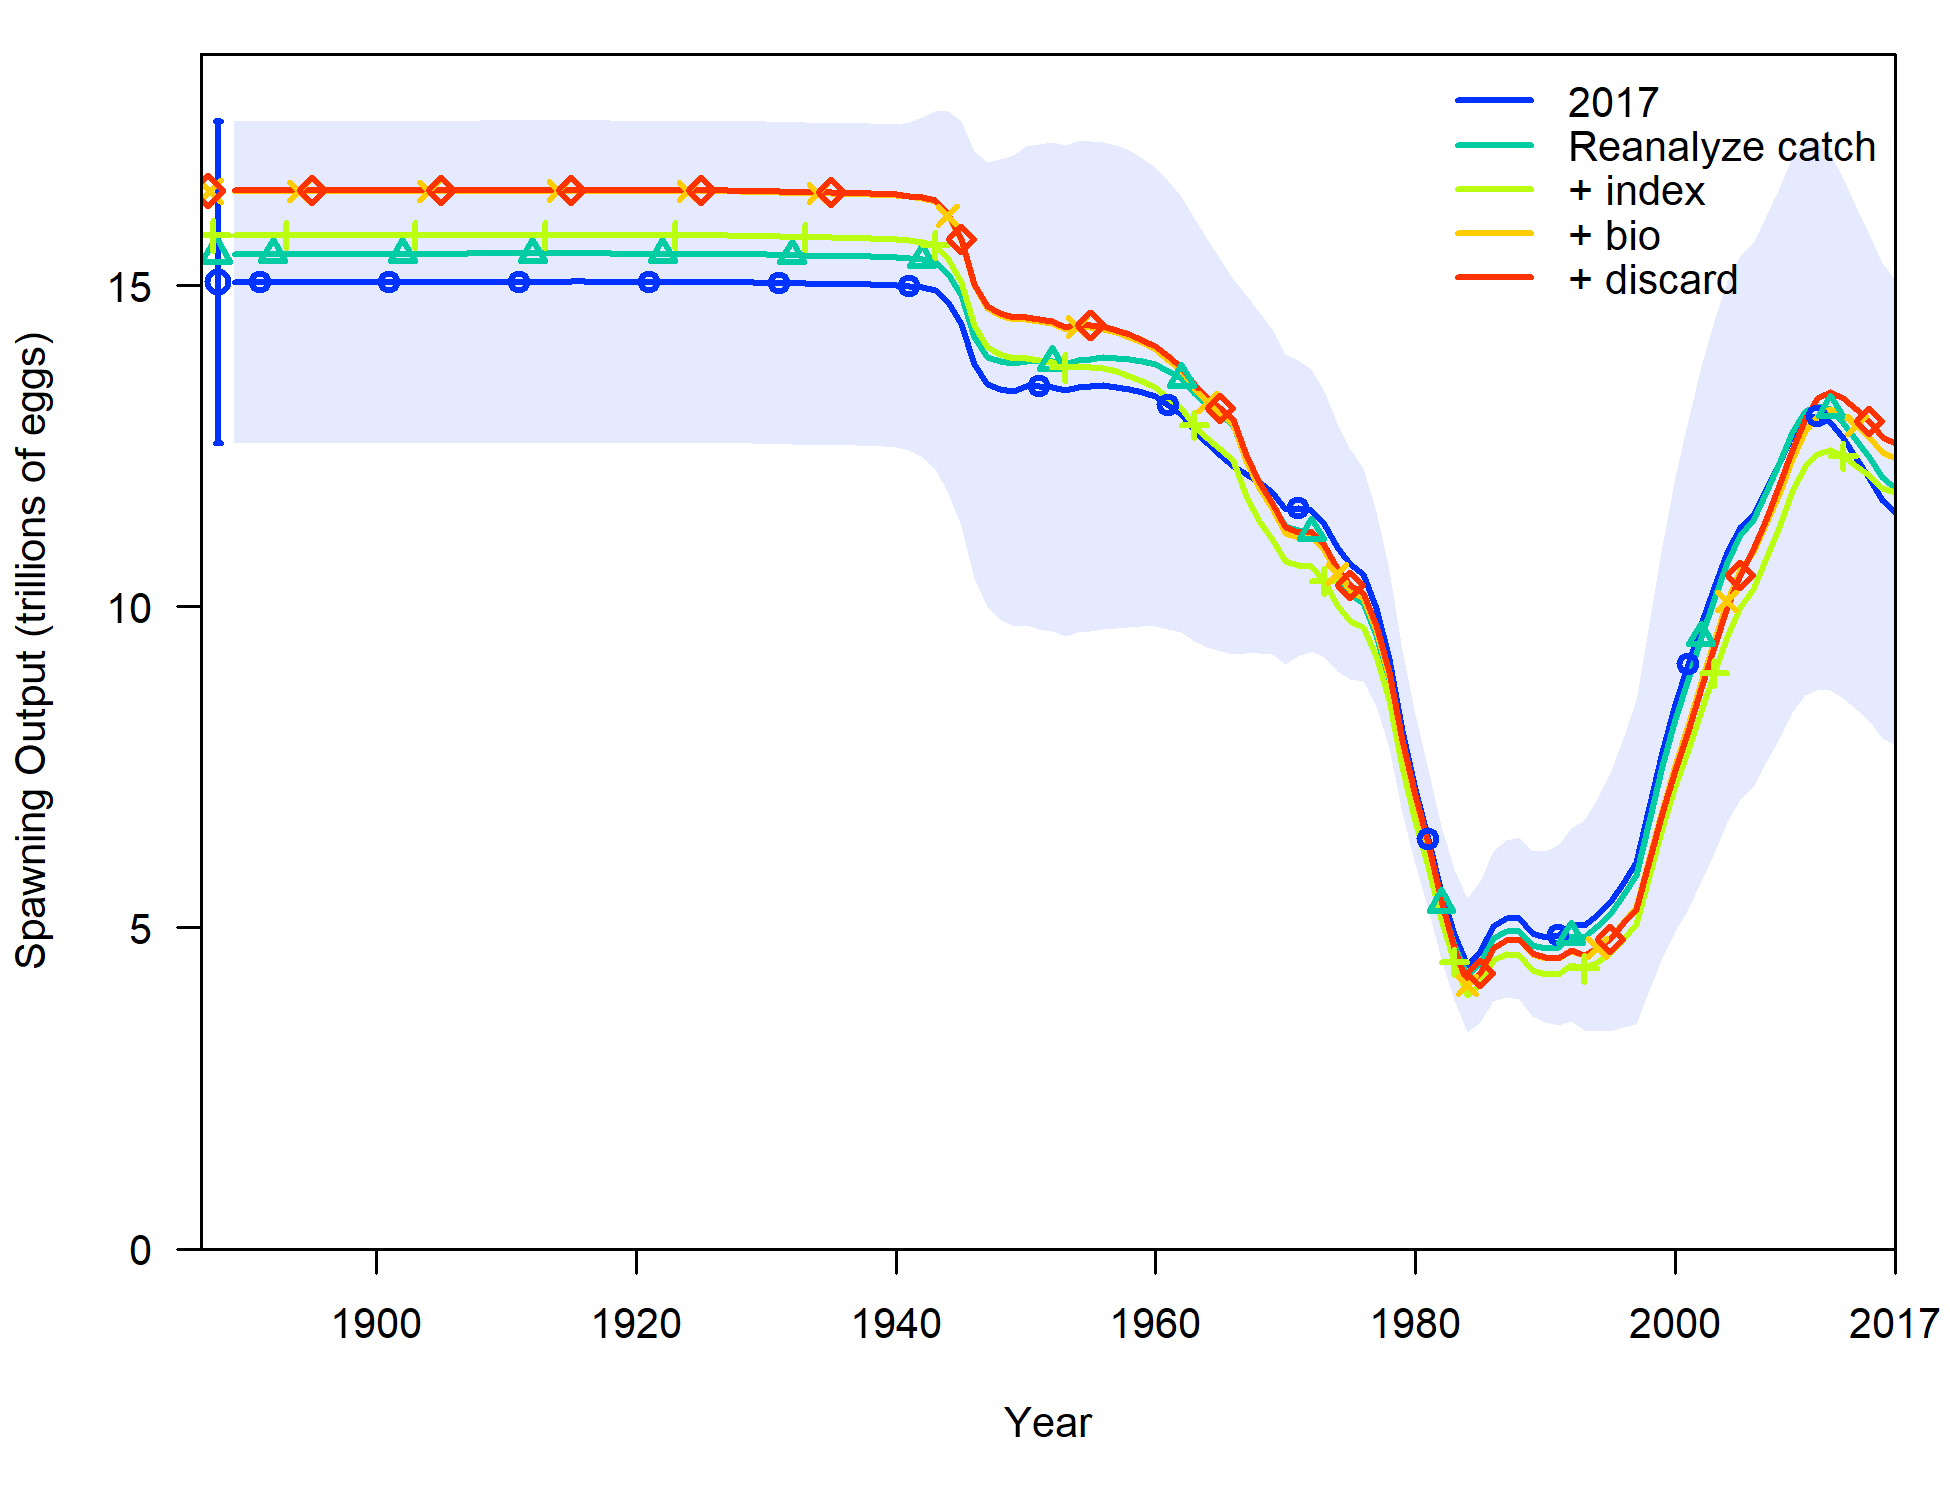 2017
Reanalyze catch
+ index
+ bio
+ discard
Spawning Output (trillions of eggs)
15
10
5
0
1900 1920 1940 1960 1980 2000 2017
Year